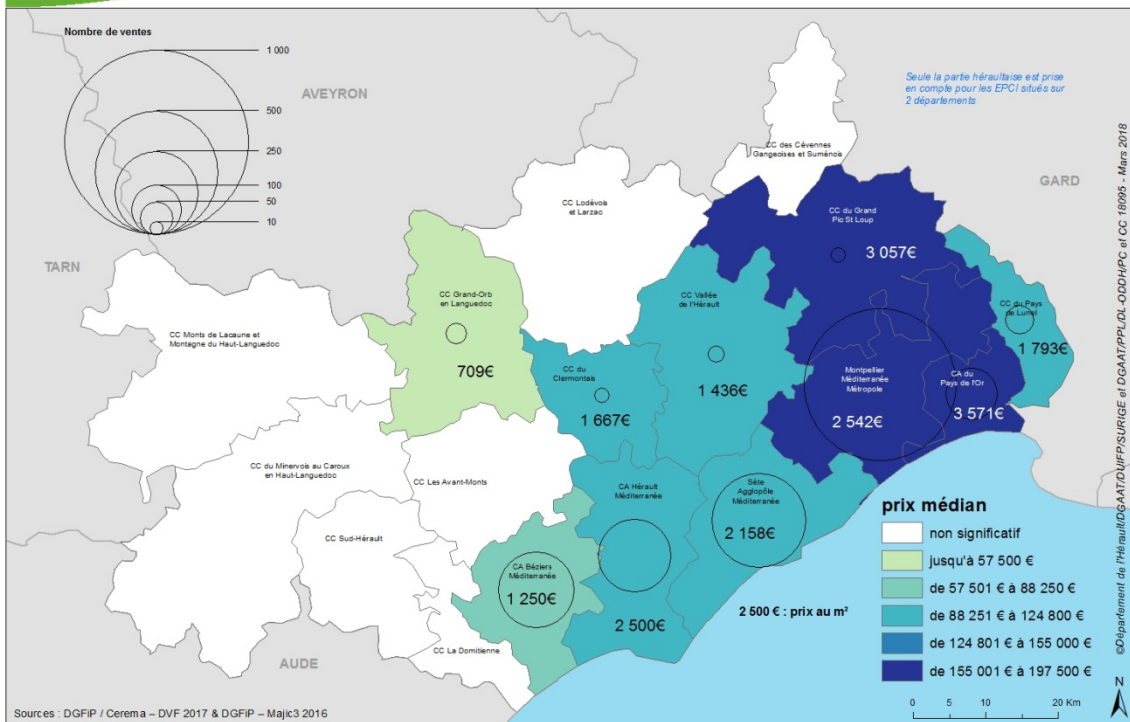 Nombre de ventes
1 000
500
250
100
50
10
AVEYRON
TARN
GARD
AUDE
Seule la partie héraultaise est prise
en compte pour les EPCI situés sur
2 départements
CC des Cévennes
Gangeoises et Suménois
CC Lodévois
et Larzac
CC du Grand
Pic St Loup
3 057€
CC Grand-Orb
en Languedoc
709€
CC Vallée
de l'Hérault
1 436€
CC du Pays
de Lunel
1 793€
CC Monts de Lacaune et
Montagne du Haut-Languedoc
CC du
Clermontais
1 667€
Montpellier
Méditerranée
Métropole
2 542€
CA du
Pays de l'Or
3 571€
CC du Minervois au Caroux
en Haut-Languedoc
CC Les Avant-Monts
CA Hérault
Méditerranée
2 500€
Sète
Agglopôle
Méditerranée
2 158€
CC Sud-Hérault
CA Béziers
Méditerranée
1 250€
CC La Domitienne
2 500 € : prix au m²
prix médian
non significatif
jusqu'à 57 500 €
de 57 501 € à 88 250 €
de 88 251 € à 124 800 €
de 124 801 € à 155 000 €
de 155 001 € à 197 500 €
0 5 10 20 Km
N
Sources : DGFiP / Cerema – DVF 2017 & DGFiP – Majic3 2016
©Département de l'Hérault/DGAAT/DUIFP/SURIGE et DGAAT/PPL/DL-ODDH/PC et CC 18095 - Mars 2018